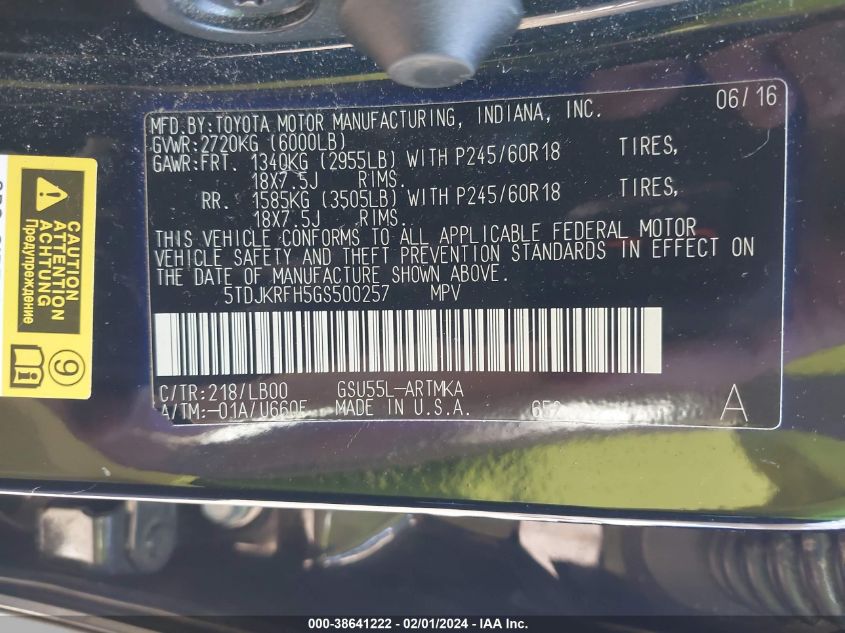 MFD.BY:TOYOTA MOTOR MANUFACTURING, INDIANA, INC. 06/16
GVWR:2720KG (6000LB)
GAWR:FRT. 1340KG (2955LB) WITH P245/60R18 TIRES,
18X7.5J RIMS.
RR. 1585KG (3505LB) WITH P245/60R18 TIRES,
18X7.5J RIMS.
THIS VEHICLE CONFORMS TO ALL APPLICABLE FEDERAL MOTOR
VEHICLE SAFETY AND THEFT PREVENTION STANDARDS IN EFFECT ON
THE DATE OF MANUFACTURE SHOWN ABOVE.
5TDJKRFH5GS500257 MPV
C/TR:218/LB00 GSU55L-ARTMKA
A/TM:-01A/U660E MADE IN U.S.A. A
CAUTION
ATTENTION
ACHTUNG
Предупреждение
9
000-38641222 - 02/01/2024 - IAA Inc.